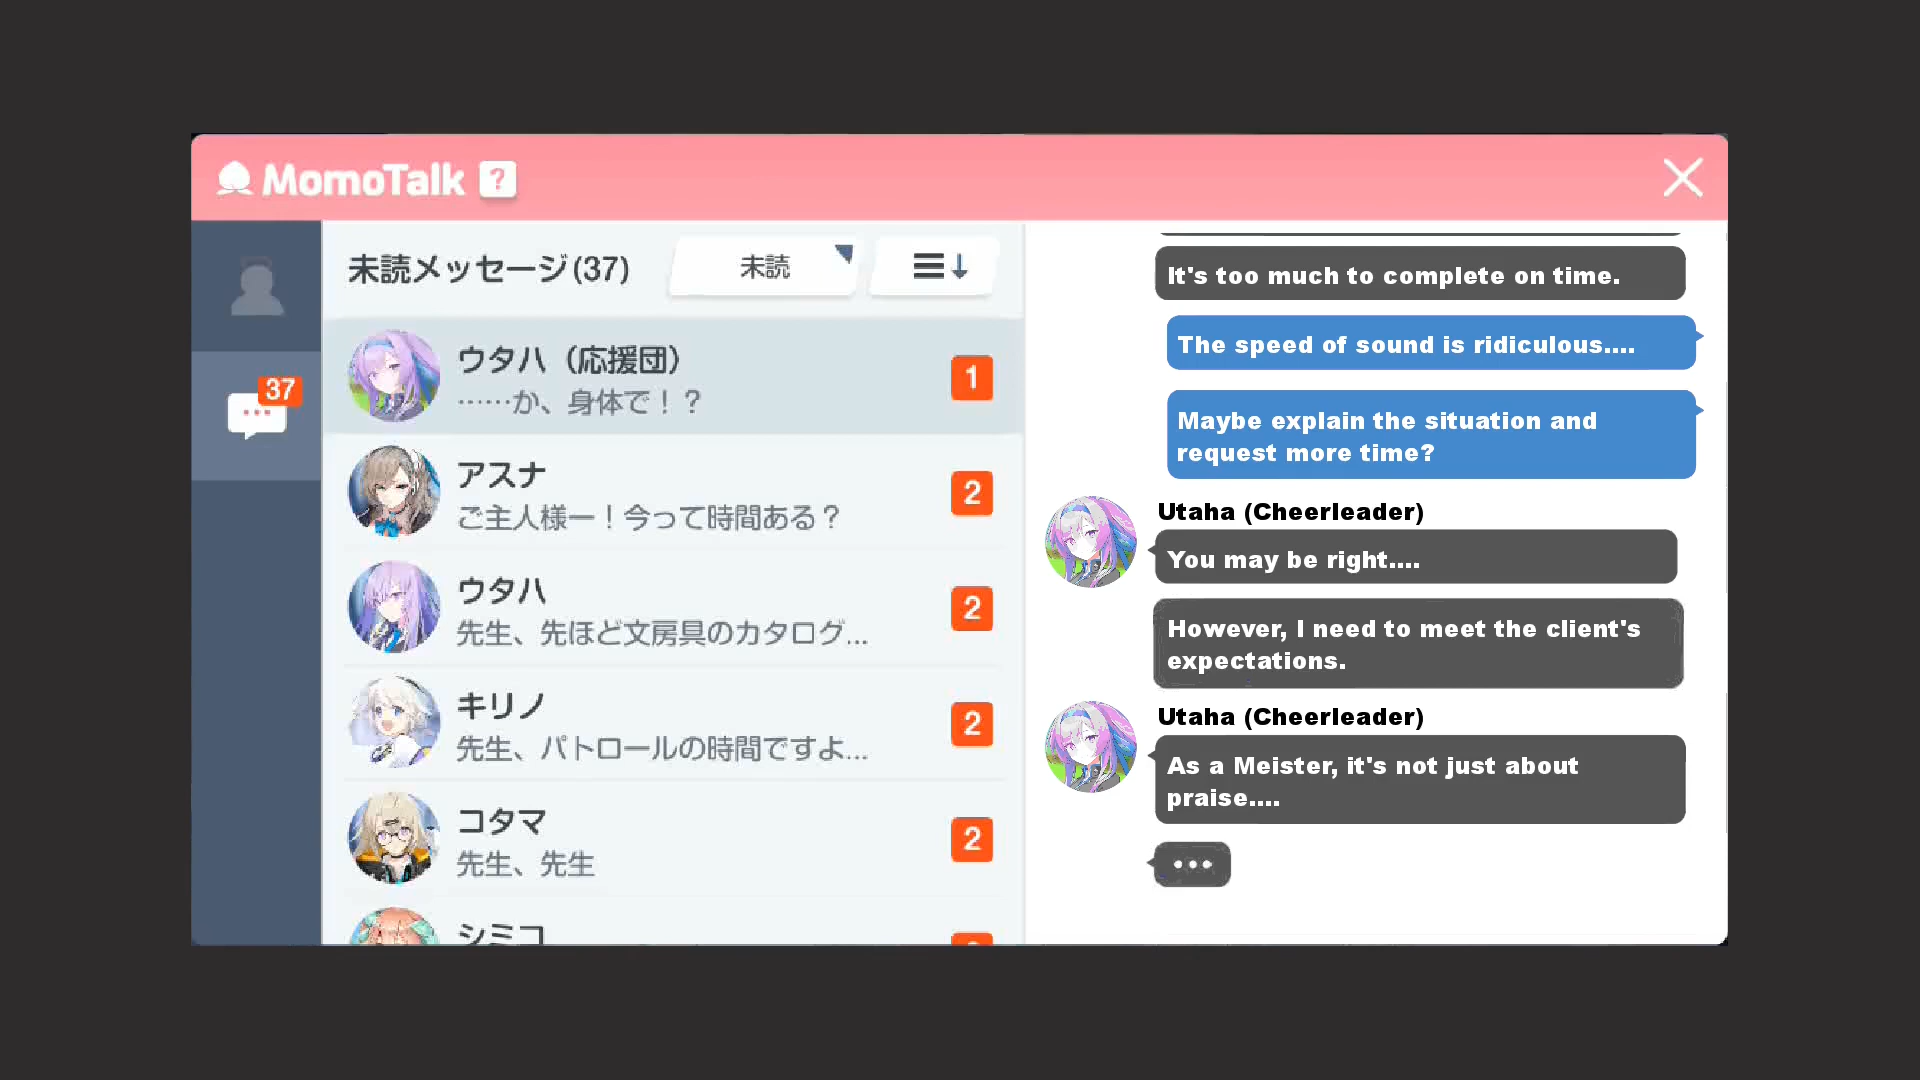 MomoTalk ?
未読メッセージ(37)
未読
37
ウタハ（応援団）
……か、身体で！？
1
アスナ
ご主人様ー！今って時間ある？
2
ウタハ
先生、先ほど文房具のカタログ...
2
キリノ
先生、パトロールの時間ですよ...
2
コタマ
先生、先生
2
シミコ
It's too much to complete on time.
The speed of sound is ridiculous....
Maybe explain the situation and
request more time?
Utaha (Cheerleader)
You may be right....
However, I need to meet the client's
expectations.
Utaha (Cheerleader)
As a Meister, it's not just about
praise....